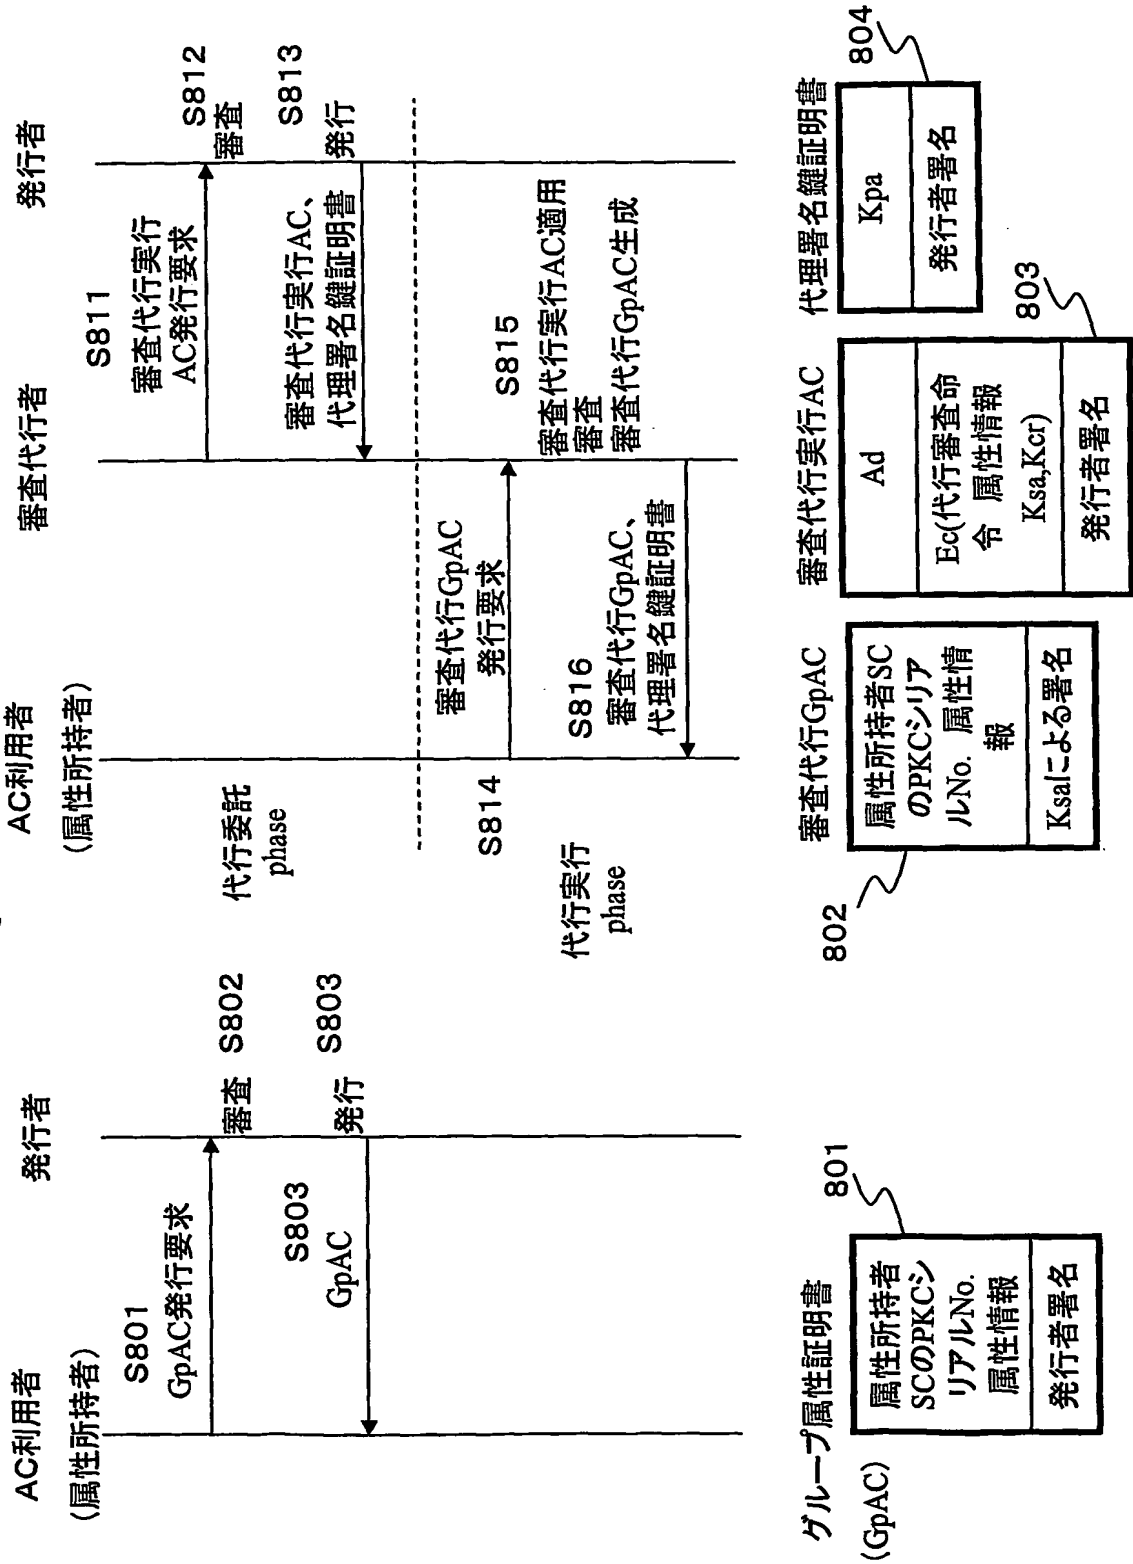 AC利用者
(属性所持者)
発行者
S801
GpAC発行要求
審査 S802
S803
GpAC
発行 S803
グループ属性証明書
(GpAC)
801
属性所持者
SCのPKCシ
リアルNo.
属性情報
発行者署名
AC利用者
(属性所持者)
審査代行者
発行者
代行委託
phase
S811
審査代行実行
AC発行要求
S812
審査
S813
発行
審査代行実行AC、
代理署名鍵証明書
代行実行
phase
S814
審査代行GpAC
発行要求
S815
審査代行実行AC適用
審査
審査代行GpAC生成
S816
審査代行GpAC、
代理署名鍵証明書
審査代行GpAC
802
属性所持者SC
のPKCシリア
ルNo. 属性情
報
Ksaによる署名
審査代行実行AC
803
Ad
Ec(代行審査命
令 属性情報
Ksa,Kcr)
発行者署名
代理署名鍵証明書
804
Kpa
発行者署名